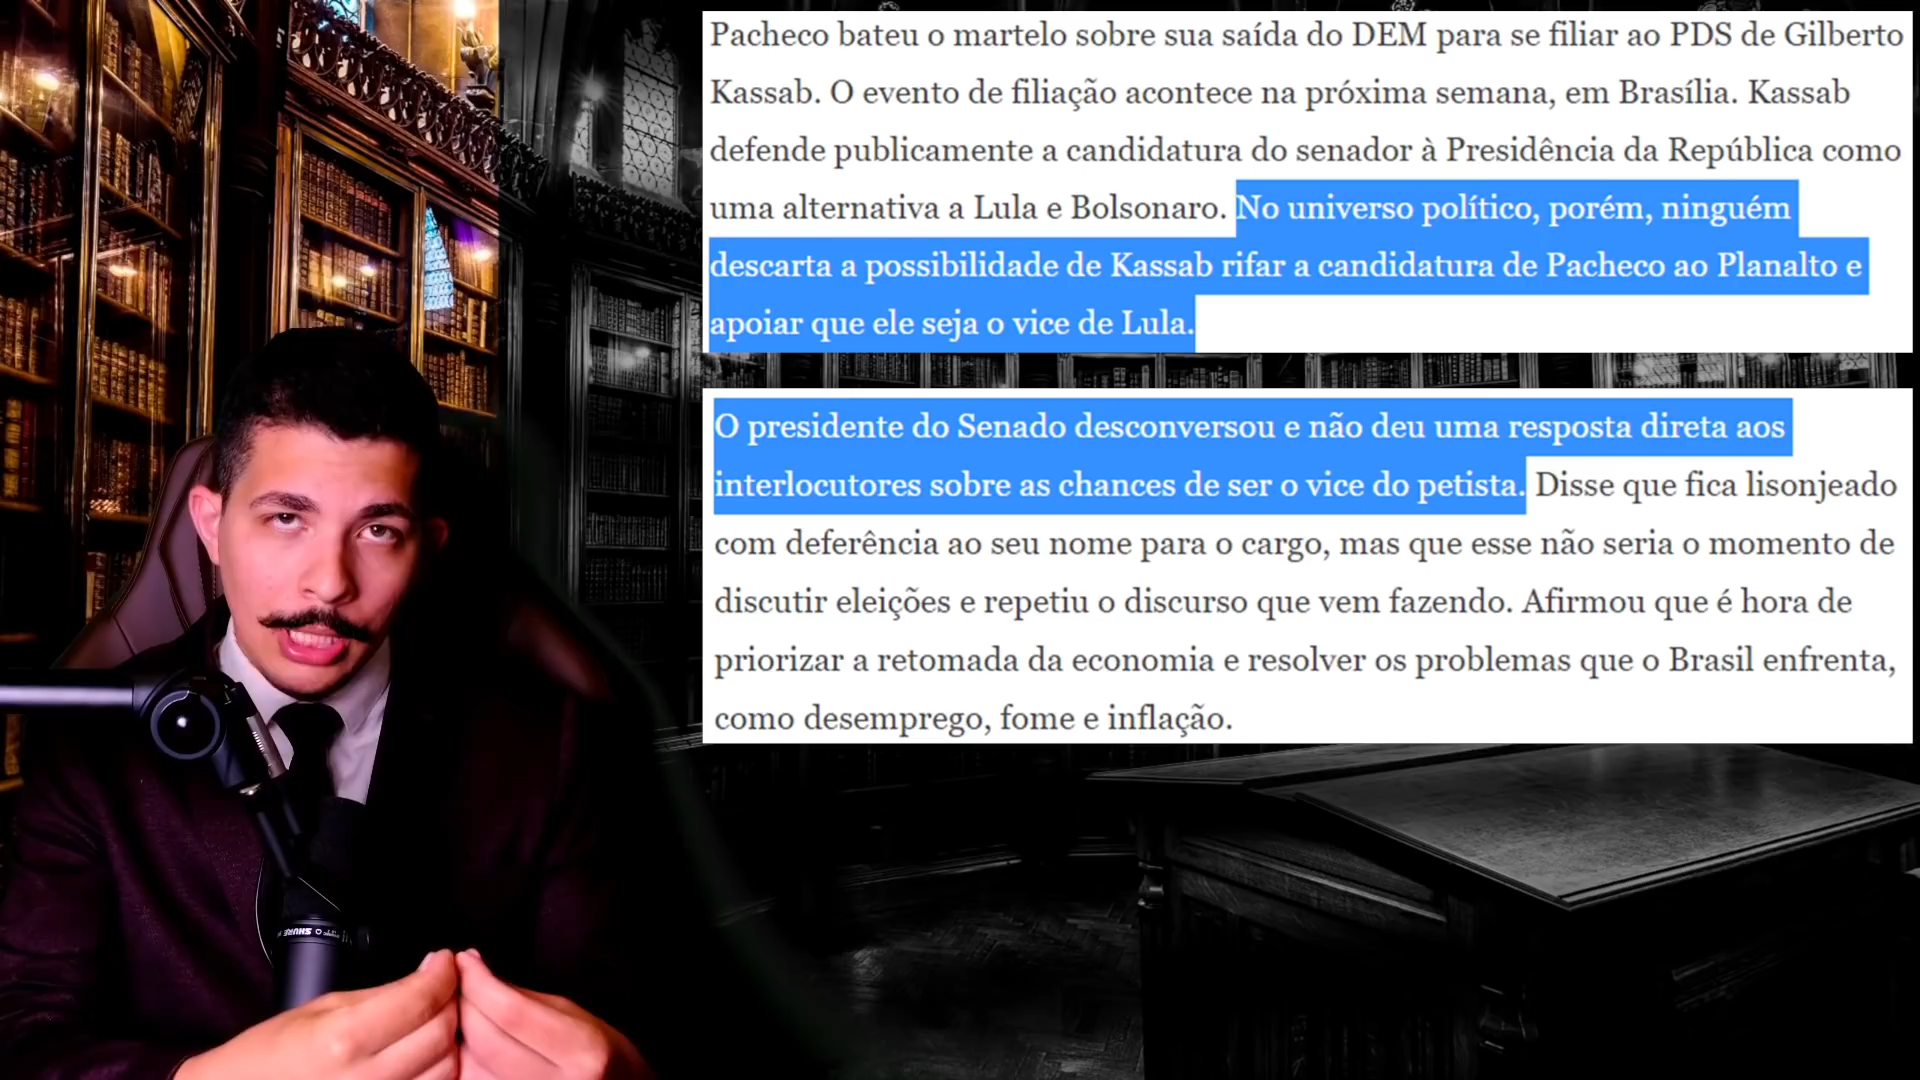 Pacheco bateu o martelo sobre sua saída do DEM para se filiar ao PDS de Gilberto
Kassab. O evento de filiação acontece na próxima semana, em Brasília. Kassab
defende publicamente a candidatura do senador à Presidência da República como
uma alternativa a Lula e Bolsonaro. No universo político, porém, ninguém
descarta a possibilidade de Kassab rifar a candidatura de Pacheco ao Planalto e
apoiar que ele seja o vice de Lula.
O presidente do Senado desconversou e não deu uma resposta direta aos
interlocutores sobre as chances de ser o vice do petista. Disse que fica lisonjeado
com deferência ao seu nome para o cargo, mas que esse não seria o momento de
discutir eleições e repetiu o discurso que vem fazendo. Afirmou que é hora de
priorizar a retomada da economia e resolver os problemas que o Brasil enfrenta,
como desemprego, fome e inflação.
SHURE